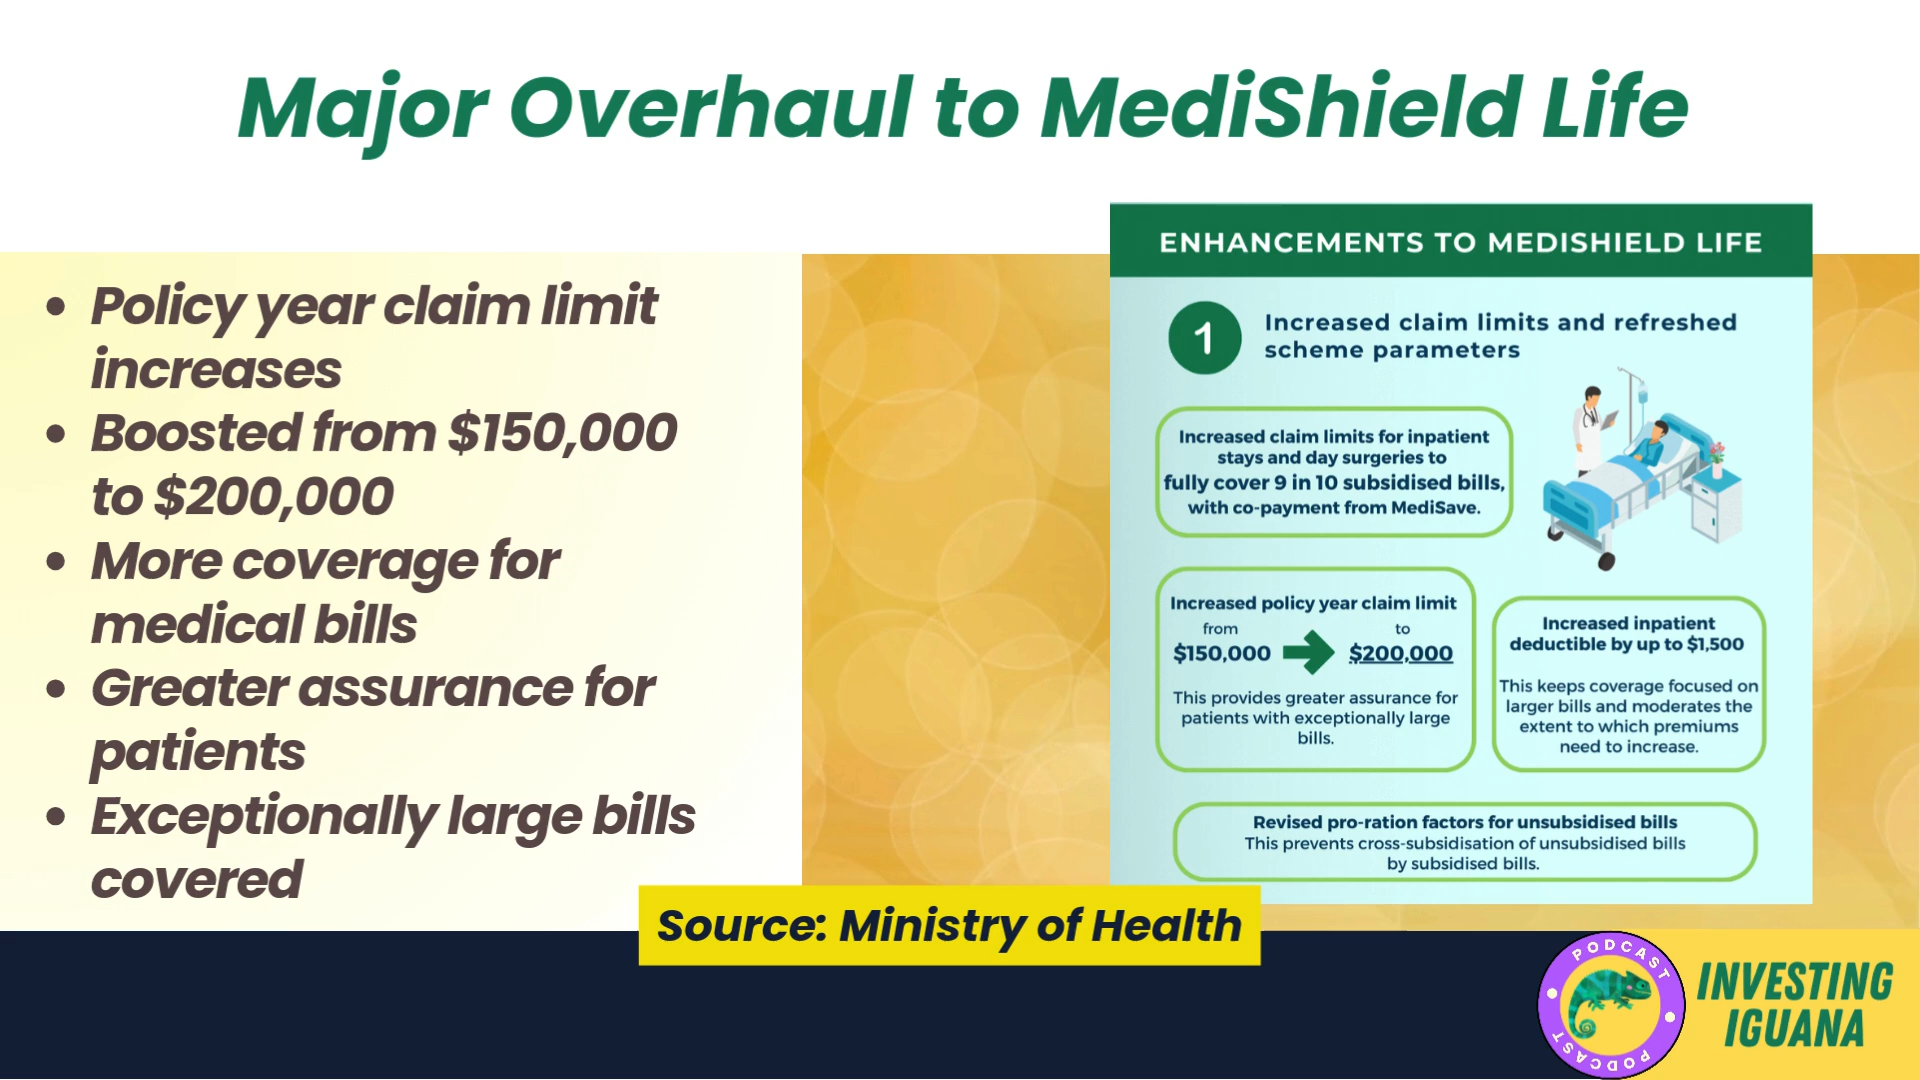 Major Overhaul to MediShield Life
• Policy year claim limit
increases
• Boosted from $150,000
to $200,000
• More coverage for
medical bills
• Greater assurance for
patients
• Exceptionally large bills
covered
ENHANCEMENTS TO MEDISHIELD LIFE
1
Increased claim limits and refreshed
scheme parameters
Increased claim limits for inpatient
stays and day surgeries to
fully cover 9 in 10 subsidised bills,
with co-payment from MediSave.
Increased policy year claim limit
from to
$150,000 $200,000
This provides greater assurance for
patients with exceptionally large
bills.
Increased inpatient
deductible by up to $1,500
This keeps coverage focused on
larger bills and moderates the
extent to which premiums
need to increase.
Revised pro-ration factors for unsubsidised bills
This prevents cross-subsidisation of unsubsidised bills
by subsidised bills.
Source: Ministry of Health
PODCAST
PODCAST
INVESTING
IGUANA